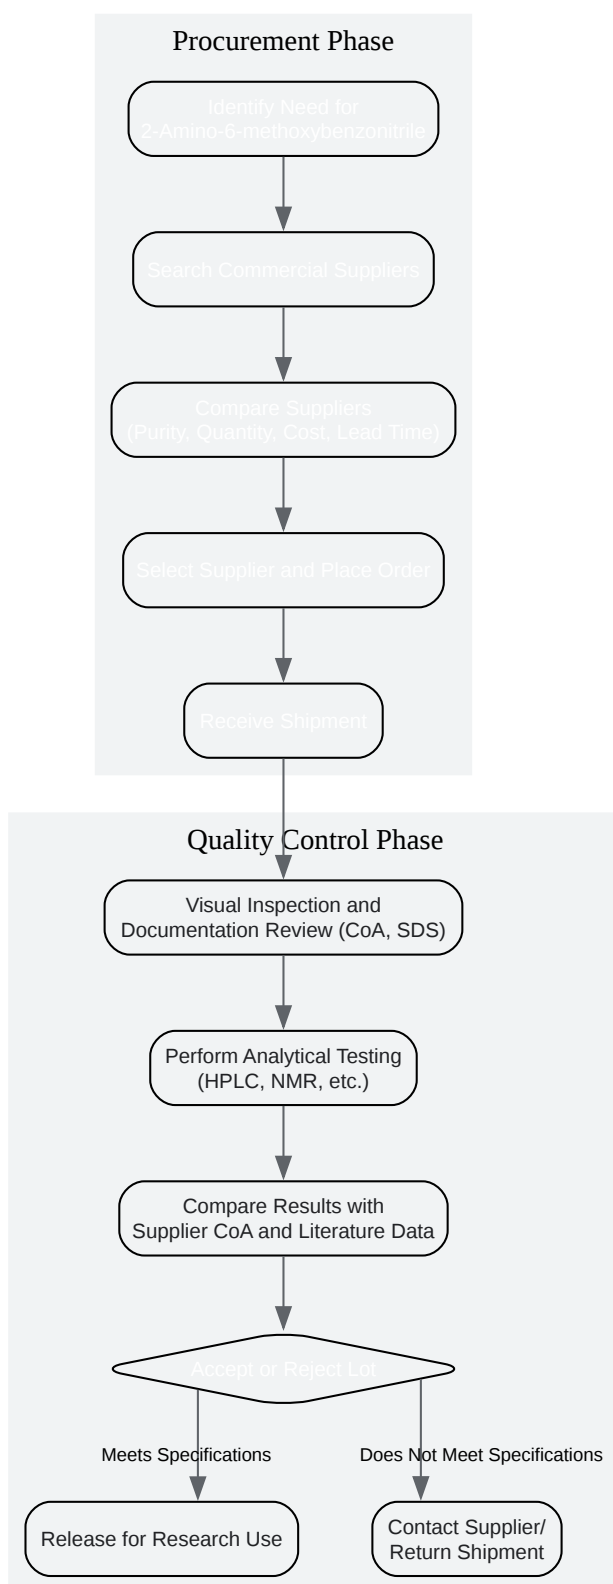 Procurement Phase
Identify Need for
2-Amino-6-methoxybenzonitrile
Search Commercial Suppliers
Compare Suppliers
(Purity, Quantity, Cost, Lead Time)
Select Supplier and Place Order
Receive Shipment
Quality Control Phase
Visual Inspection and
Documentation Review (CoA, SDS)
Perform Analytical Testing
(HPLC, NMR, etc.)
Compare Results with
Supplier CoA and Literature Data
Accept or Reject Lot
Meets Specifications
Does Not Meet Specifications
Release for Research Use
Contact Supplier/
Return Shipment